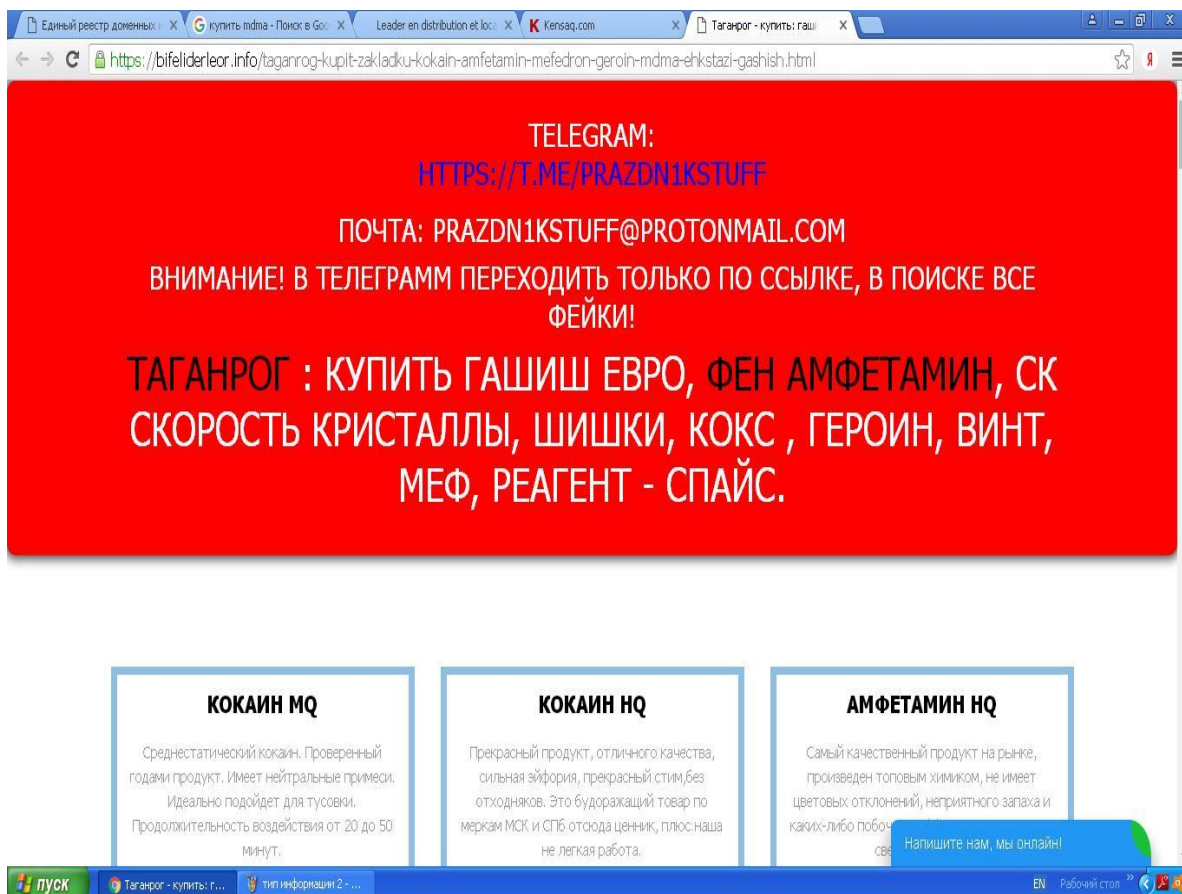 Единый реестр доменных
купить mdma - Поиск в Goo
Leader en distribution et loca
Kensaq.com
Таганрог - купить: гаш
https://bifeliderleor.info/taganrog-kupit-zakladku-kokain-amfetamin-mefedron-geroin-mdma-ehkstazi-gashish.html
TELEGRAM:
HTTPS://T.ME/PRAZDN1KSTUFF
ПОЧТА: PRAZDN1KSTUFF@PROTONMAIL.COM
ВНИМАНИЕ! В ТЕЛЕГРАММ ПЕРЕХОДИТЬ ТОЛЬКО ПО ССЫЛКЕ, В ПОИСКЕ ВСЕ
ФЕЙКИ!
ТАГАНРОГ : КУПИТЬ ГАШИШ ЕВРО, ФЕН АМФЕТАМИН, СК
СКОРОСТЬ КРИСТАЛЛЫ, ШИШКИ, КОКС , ГЕРОИН, ВИНТ,
МЕФ, РЕАГЕНТ - СПАЙС.
КОКАИН MQ
Среднестатический кокаин. Проверенный
годами продукт. Имеет нейтральные примеси.
Идеально подойдет для тусовки.
Продолжительность воздействия от 20 до 50
минут.
КОКАИН HQ
Прекрасный продукт, отличного качества,
сильная эйфория, прекрасный стим,без
отходняков. Это будоражащий товар по
меркам МСК и СПб отсюда ценник, плюс наша
не легкая работа.
АМФЕТАМИН HQ
Самый качественный продукт на рынке,
произведен топовым химиком, не имеет
цветовых отклонений, неприятного запаха и
каких-либо побоч
све
Напишите нам, мы онлайн!
пуск
Таганрог - купить: г...
тип информации 2 - ...
EN
Рабочий стол